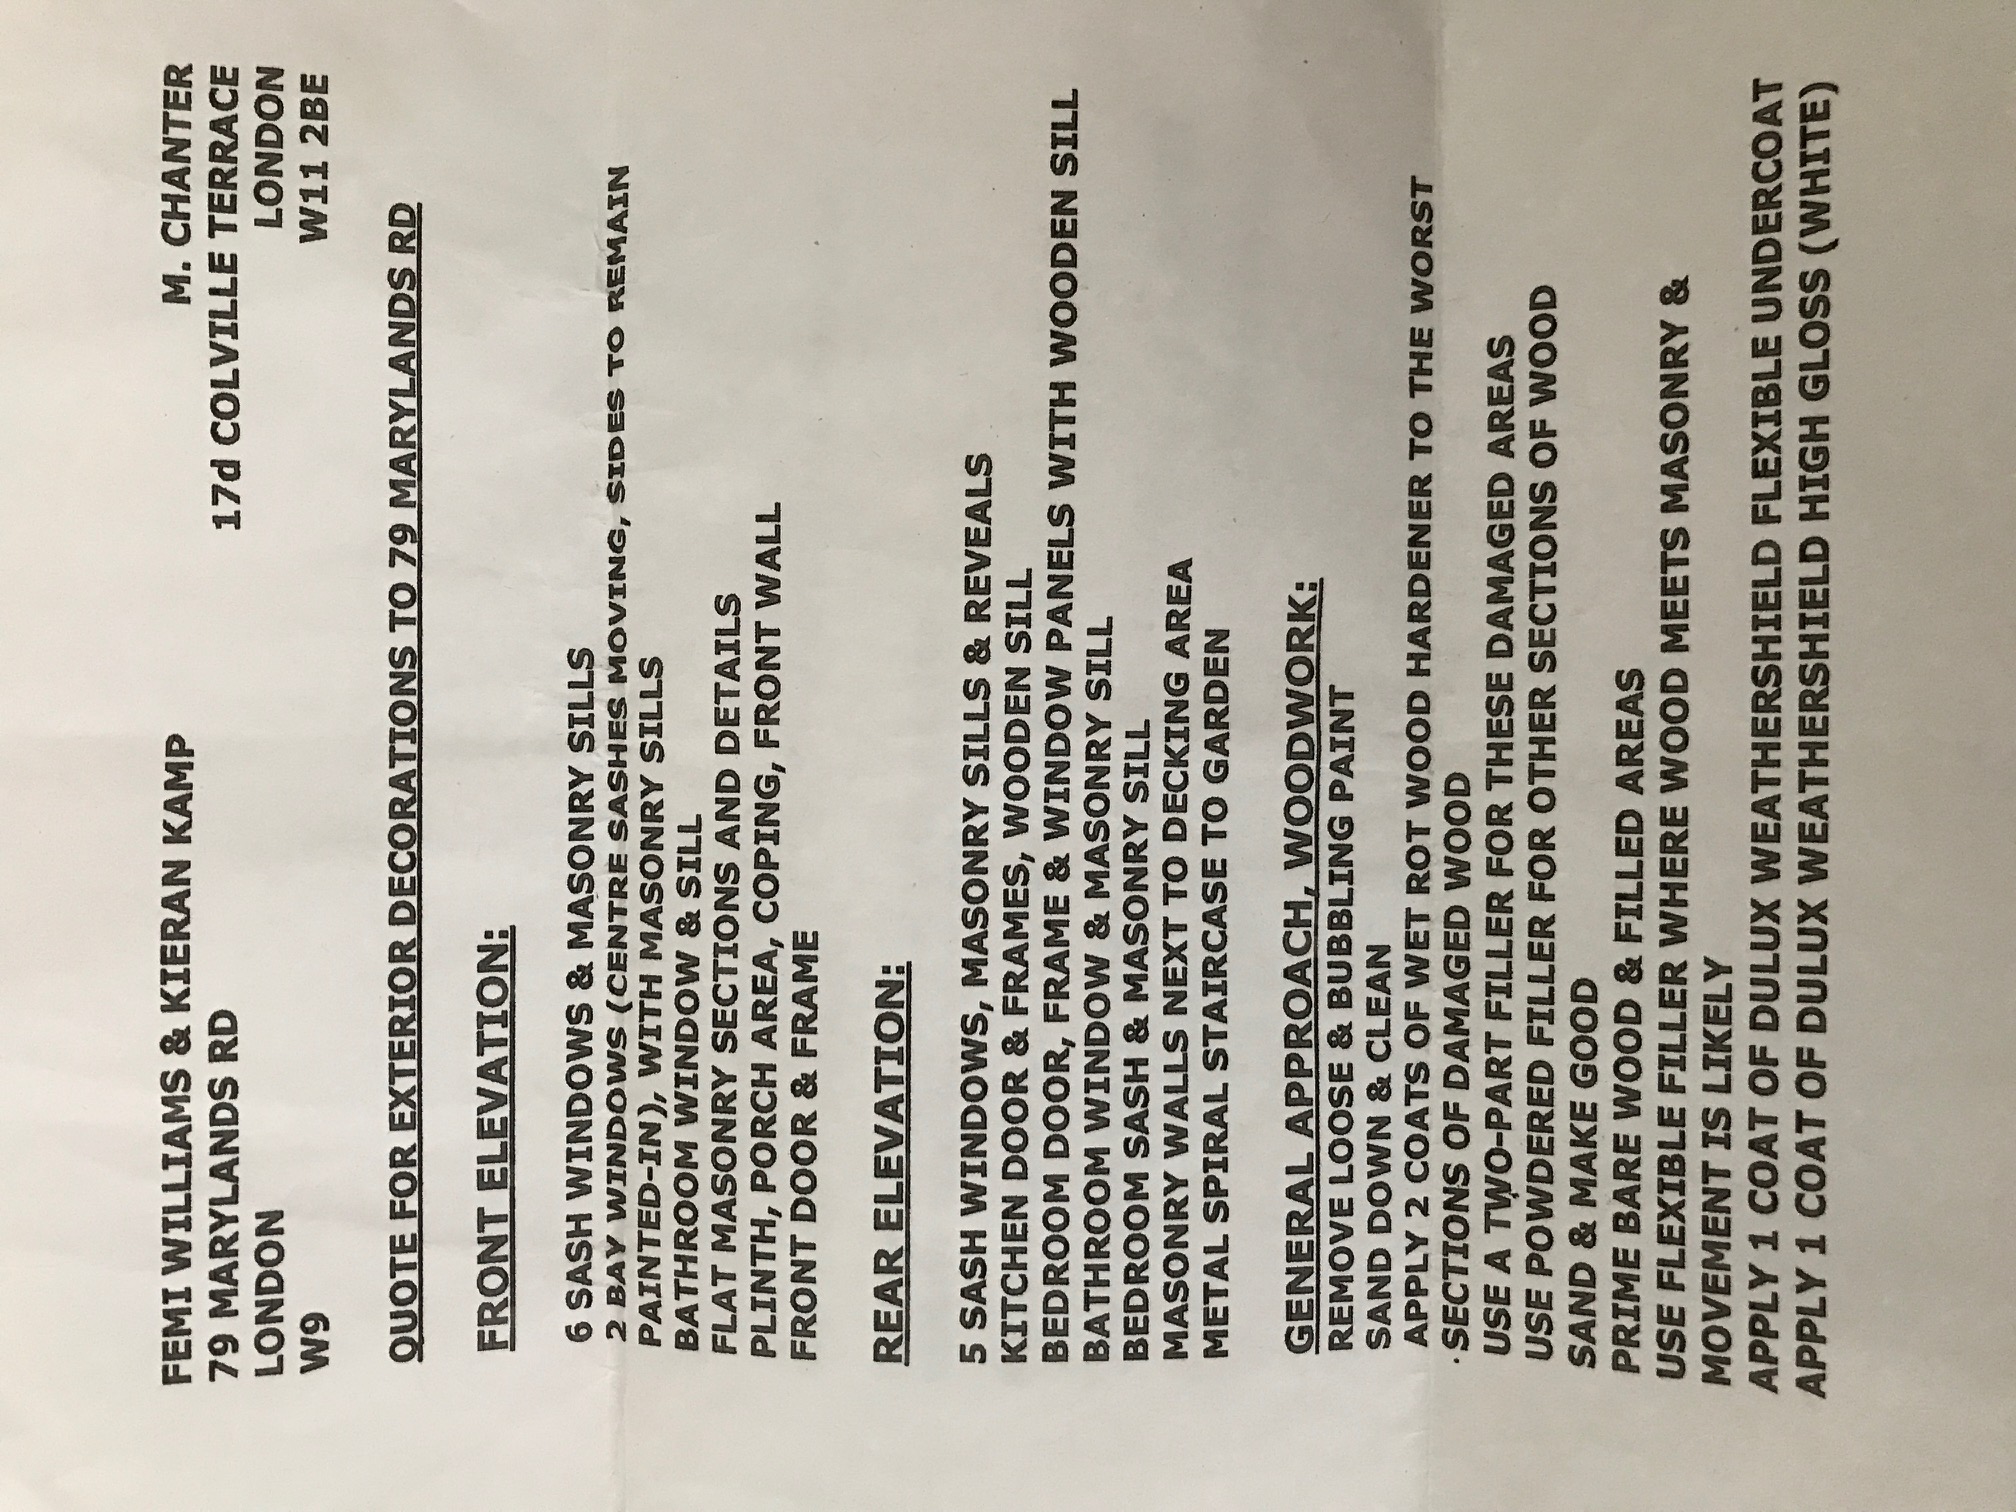 FEMI WILLIAMS & KIERAN KAMP
79 MARYLANDS RD
LONDON
W9
M. CHANTER
17d COLVILLE TERRACE
LONDON
W11 2BE
QUOTE FOR EXTERIOR DECORATIONS TO 79 MARYLANDS RD
FRONT ELEVATION:
6 SASH WINDOWS & MASONRY SILLS
2 BAY WINDOWS (CENTRE SASHES MOVING, SIDES TO REMAIN
PAINTED-IN), WITH MASONRY SILLS
BATHROOM WINDOW & SILL
FLAT MASONRY SECTIONS AND DETAILS
PLINTH, PORCH AREA, COPING, FRONT WALL
FRONT DOOR & FRAME
REAR ELEVATION:
5 SASH WINDOWS, MASONRY SILLS & REVEALS
KITCHEN DOOR & FRAMES, WOODEN SILL
BEDROOM DOOR, FRAME & WINDOW PANELS WITH WOODEN SILL
BATHROOM WINDOW & MASONRY SILL
BEDROOM SASH & MASONRY SILL
MASONRY WALLS NEXT TO DECKING AREA
METAL SPIRAL STAIRCASE TO GARDEN
GENERAL APPROACH, WOODWORK:
REMOVE LOOSE & BUBBLING PAINT
SAND DOWN & CLEAN
APPLY 2 COATS OF WET ROT WOOD HARDENER TO THE WORST
SECTIONS OF DAMAGED WOOD
USE A TWO-PART FILLER FOR THESE DAMAGED AREAS
USE POWDERED FILLER FOR OTHER SECTIONS OF WOOD
SAND & MAKE GOOD
PRIME BARE WOOD & FILLED AREAS
USE FLEXIBLE FILLER WHERE WOOD MEETS MASONRY &
MOVEMENT IS LIKELY
APPLY 1 COAT OF DULUX WEATHERSHIELD FLEXIBLE UNDERCOAT
APPLY 1 COAT OF DULUX WEATHERSHIELD HIGH GLOSS (WHITE)